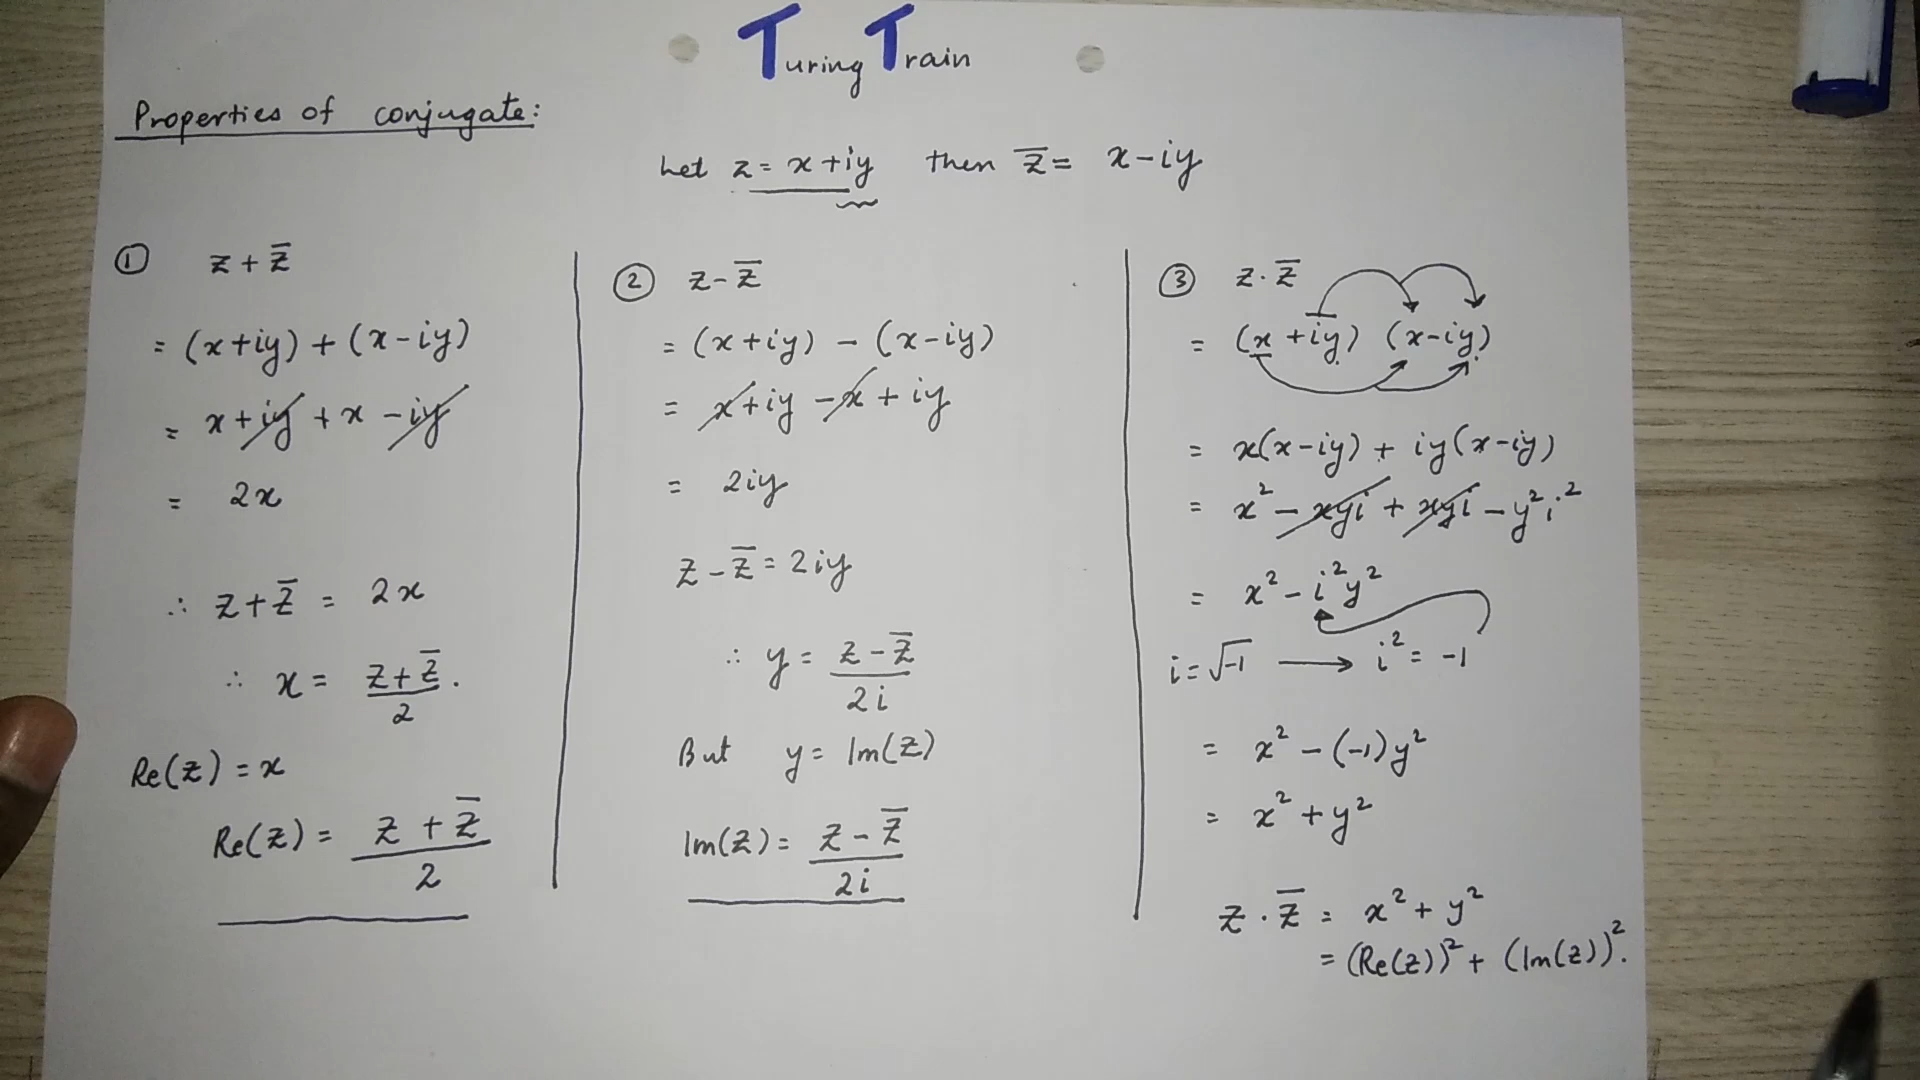 Turing Train
Properties of conjugate:
Let z = x + iy then z̅ = x - iy
① z + z̅
= (x + iy) + (x - iy)
= x + iy + x - iy
= 2x
∴ z + z̅ = 2x
∴ x = (z + z̅)/2 .
Re(z) = x
Re(z) = (z + z̅)/2
② z - z̅
= (x + iy) - (x - iy)
= x + iy - x + iy
= 2iy
z - z̅ = 2iy
∴ y = (z - z̅)/2i
But y = Im(z)
Im(z) = (z - z̅)/2i
③ z · z̅
= (x + iy) (x - iy)
= x(x - iy) + iy(x - iy)
= x² - xyi + xyi - y²i²
= x² - i²y²
i = √-1 → i² = -1
= x² - (-1)y²
= x² + y²
z · z̅ = x² + y²
= (Re(z))² + (Im(z))².